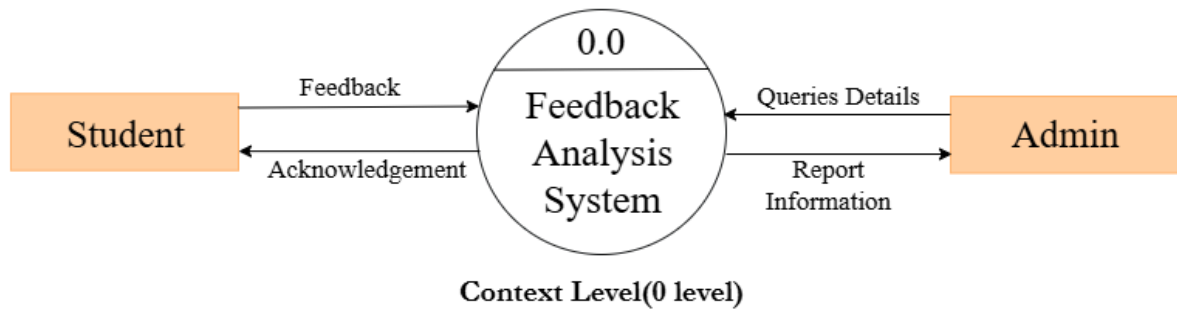 0.0
Feedback
Queries Details
Student
Feedback
Analysis
System
Admin
Acknowledgement
Report
Information
Context Level(0 level)